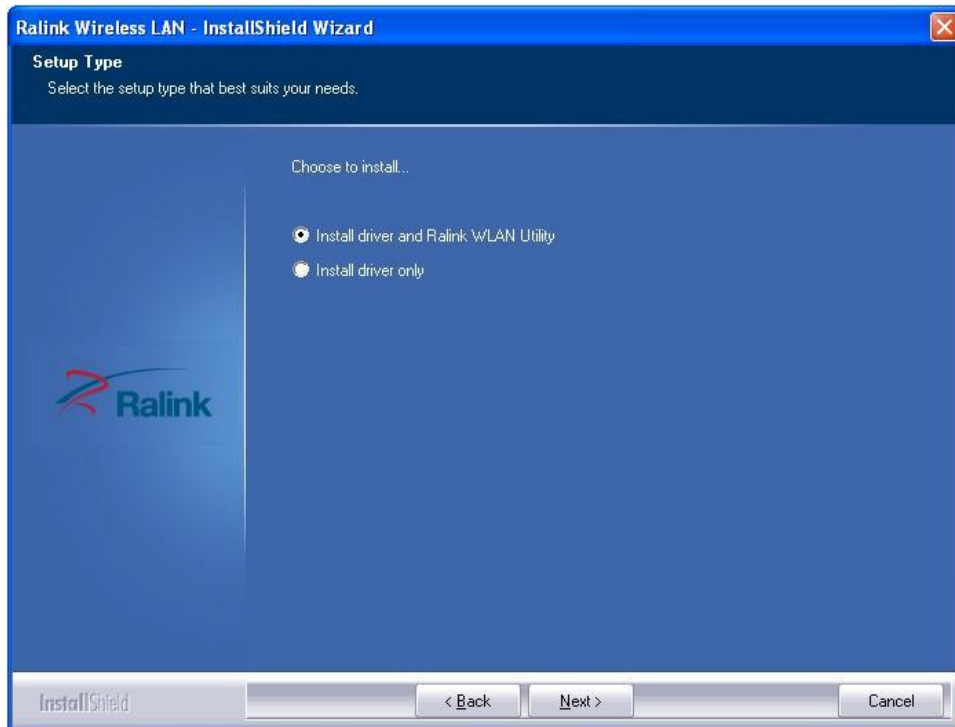 Ralink Wireless LAN - InstallShield Wizard
Setup Type
Select the setup type that best suits your needs.
Choose to install...
Install driver and Ralink WLAN Utility
Install driver only
Ralink
InstallShield
< Back
Next >
Cancel